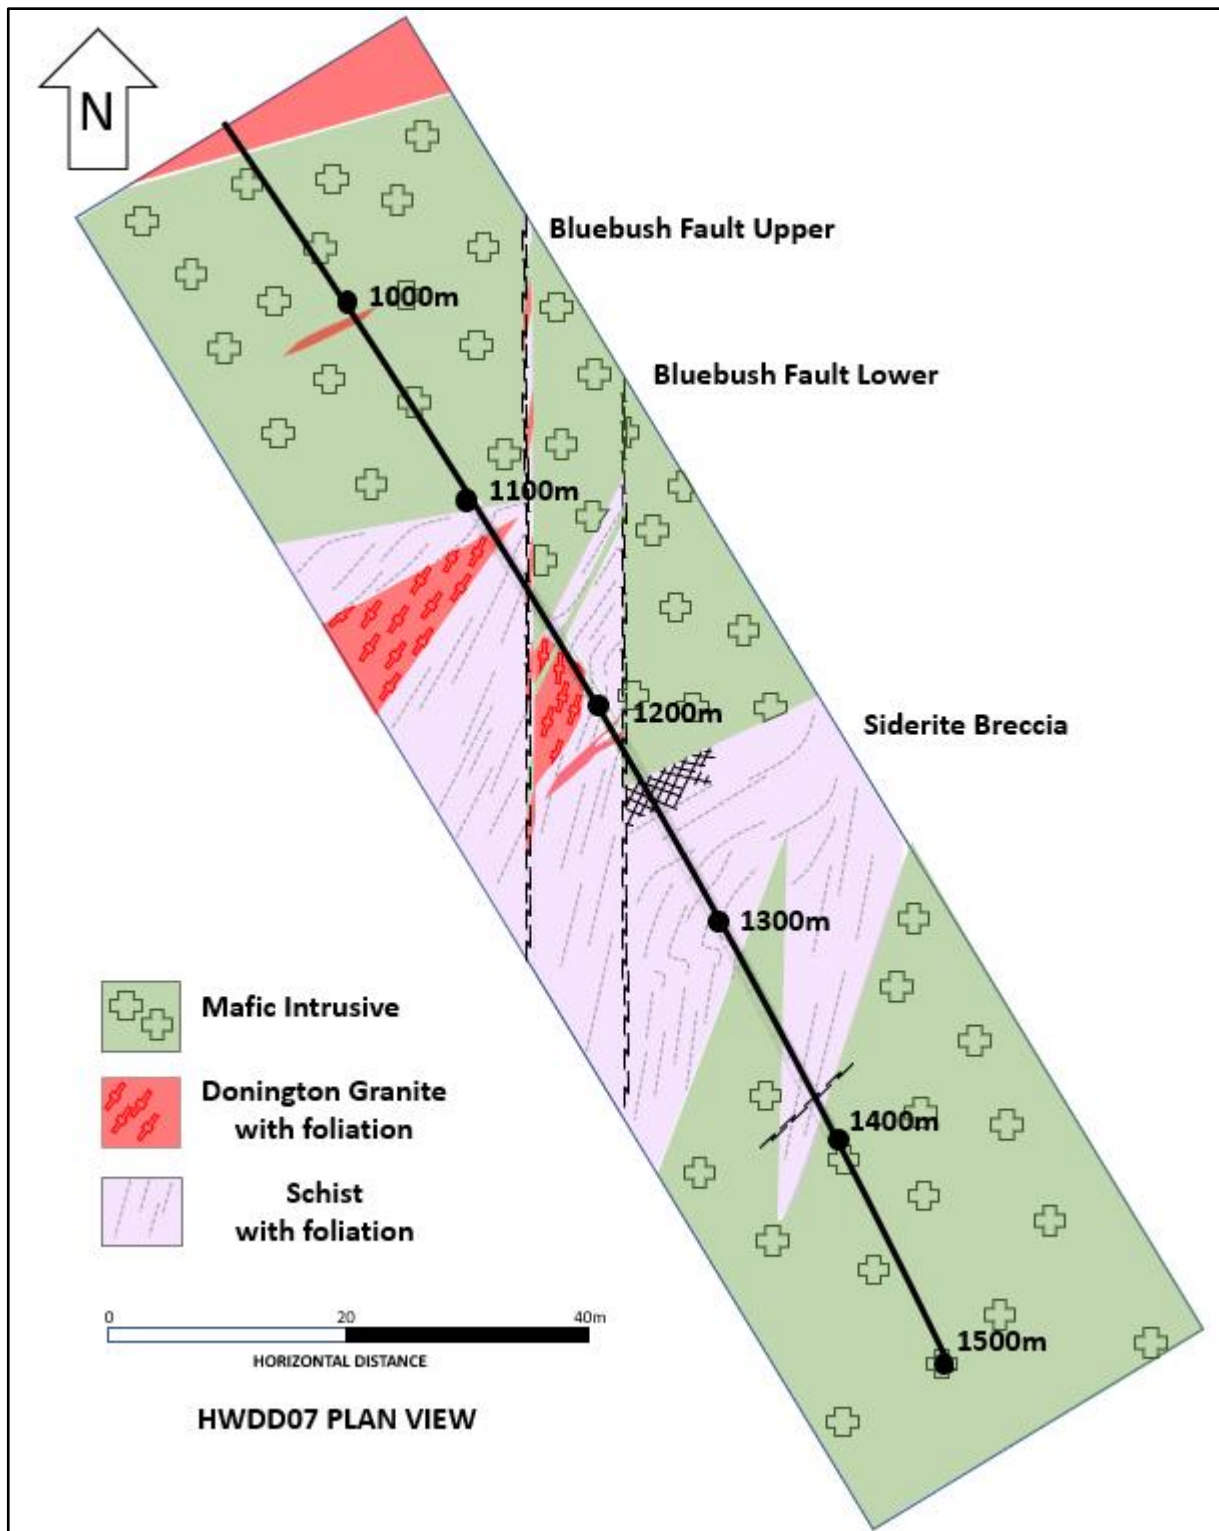 N
Bluebush Fault Upper
1000m
Bluebush Fault Lower
1100m
1200m
Siderite Breccia
1300m
Mafic Intrusive
Donington Granite
with foliation
1400m
Schist
with foliation
0 20 40m
HORIZONTAL DISTANCE
1500m
HWDD07 PLAN VIEW